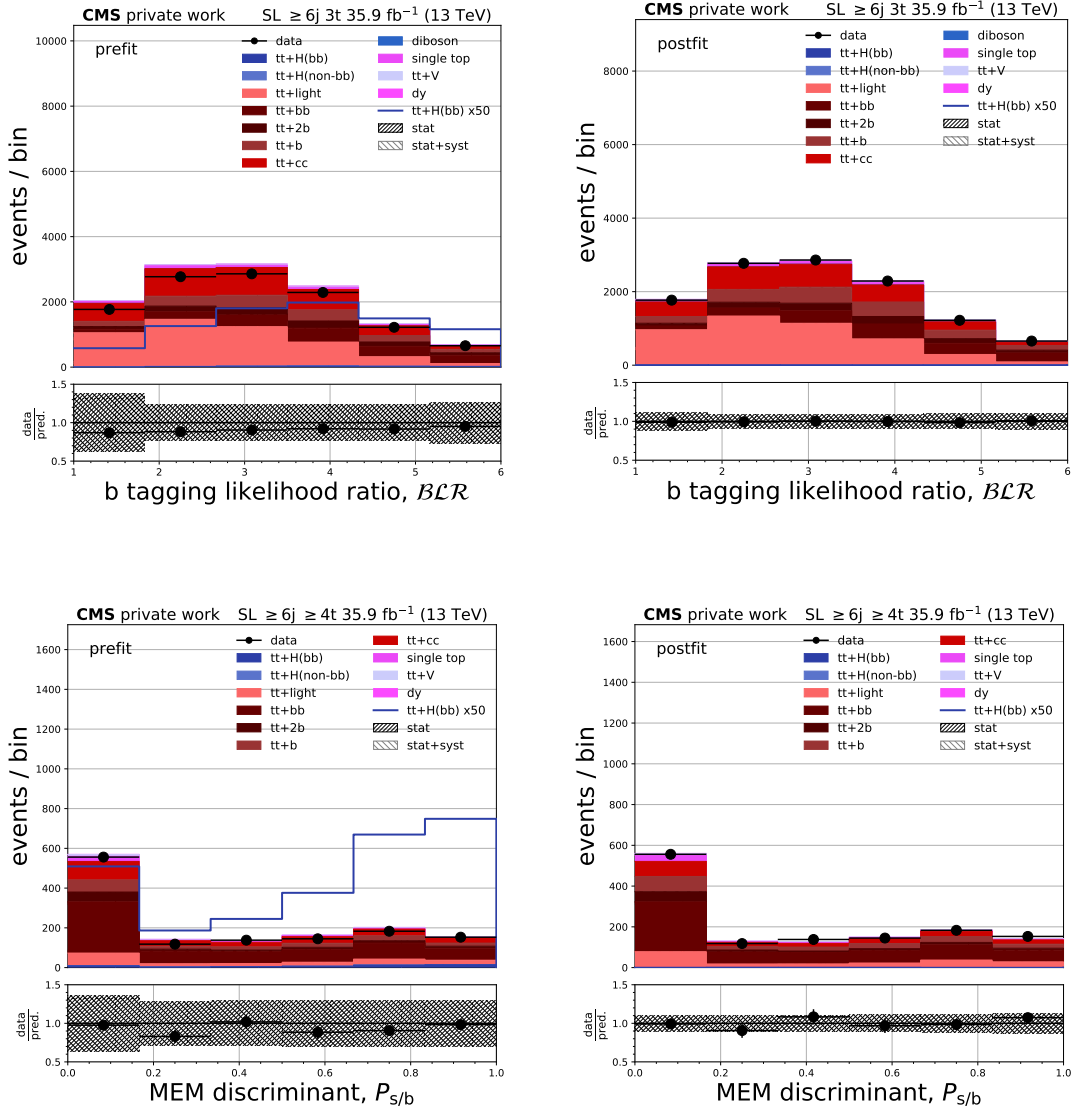 CMS private work SL ≥6j 3t 35.9 fb⁻¹ (13 TeV)
prefit
data
tt+H(bb)
tt+H(non-bb)
tt+light
tt+bb
tt+2b
tt+b
tt+cc
diboson
single top
tt+V
dy
tt+H(bb) x50
stat
stat+syst
events / bin
10000
8000
6000
4000
2000
0
data
pred.
1.5
1.0
0.5
1 2 3 4 5 6
b tagging likelihood ratio, BLR
CMS private work SL ≥6j 3t 35.9 fb⁻¹ (13 TeV)
postfit
data
tt+H(bb)
tt+H(non-bb)
tt+light
tt+bb
tt+2b
tt+b
tt+cc
diboson
single top
tt+V
dy
tt+H(bb) x50
stat
stat+syst
events / bin
8000
6000
4000
2000
0
data
pred.
1.5
1.0
0.5
1 2 3 4 5 6
b tagging likelihood ratio, BLR
CMS private work SL ≥6j ≥4t 35.9 fb⁻¹ (13 TeV)
prefit
data
tt+H(bb)
tt+H(non-bb)
tt+light
tt+bb
tt+2b
tt+b
tt+cc
single top
tt+V
dy
tt+H(bb) x50
stat
stat+syst
events / bin
1600
1400
1200
1000
800
600
400
200
0
data
pred.
1.5
1.0
0.5
0.0 0.2 0.4 0.6 0.8 1.0
MEM discriminant, Ps/b
CMS private work SL ≥6j ≥4t 35.9 fb⁻¹ (13 TeV)
postfit
data
tt+H(bb)
tt+H(non-bb)
tt+light
tt+bb
tt+2b
tt+b
tt+cc
single top
tt+V
dy
tt+H(bb) x50
stat
stat+syst
events / bin
1600
1400
1200
1000
800
600
400
200
0
data
pred.
1.5
1.0
0.5
0.0 0.2 0.4 0.6 0.8 1.0
MEM discriminant, Ps/b